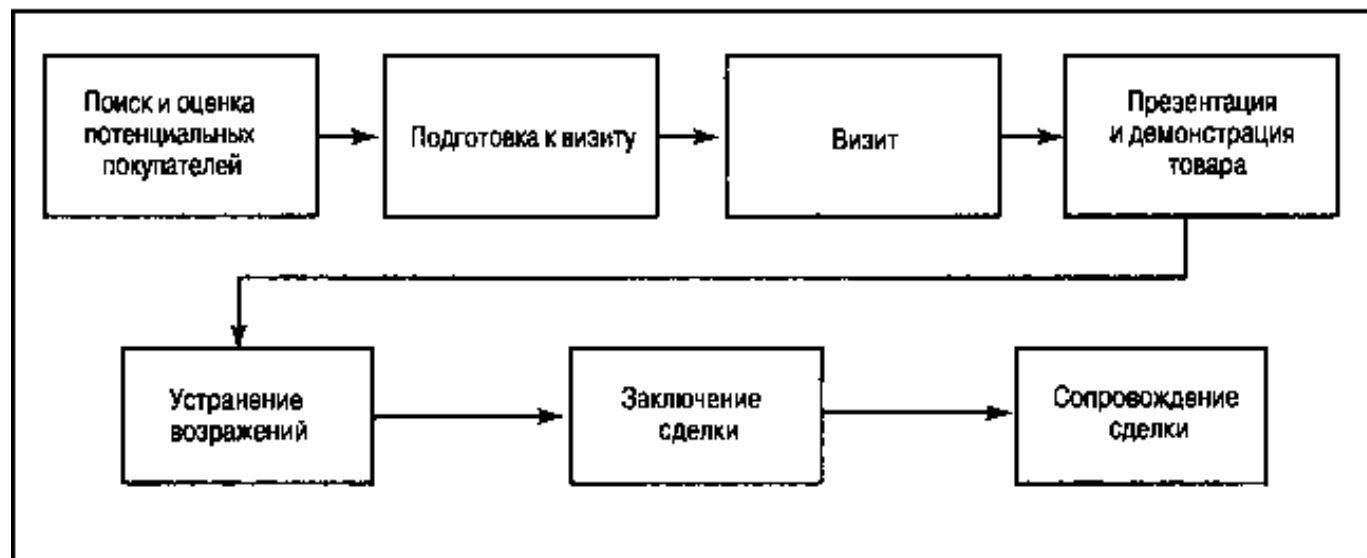 Поиск и оценка
потенциальных
покупателей
Подготовка к визиту
Визит
Презентация
и демонстрация
товара
Устранение
возражений
Заключение
сделки
Сопровождение
сделки